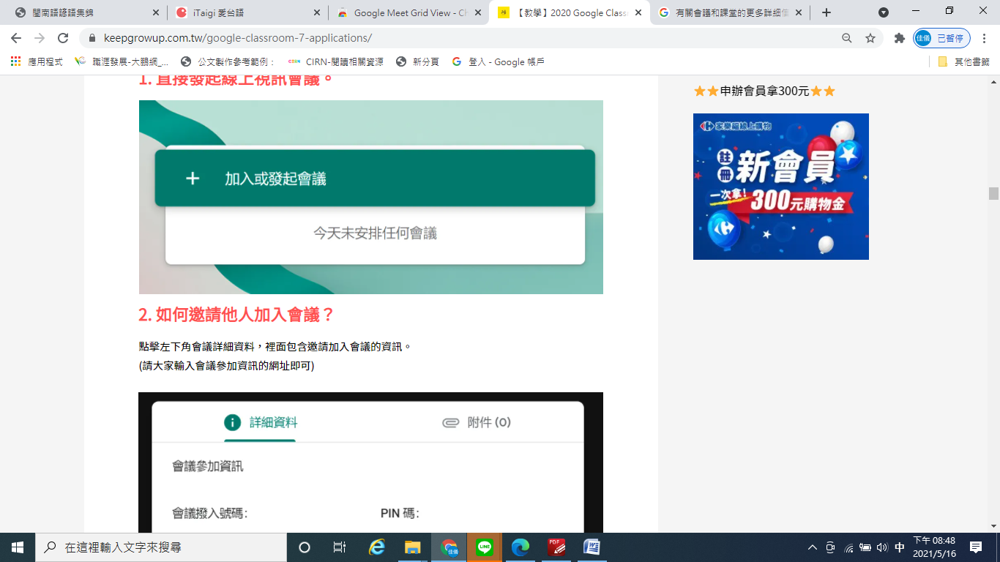 閩南語諺語集錦
iTaigi 愛台語
Google Meet Grid View - Ch
【教學】2020 Google Class
有關會議和課堂的更多詳細信
keepgrowup.com.tw/google-classroom-7-applications/
佳儀 已暫停
應用程式
職涯發展-大鵬網_...
公文製作參考範例：
CIRN-閱讀相關資源
新分頁
登入 - Google 帳戶
其他書籤
1. 直接發起線上視訊會議。
+ 加入或發起會議
今天未安排任何會議
2. 如何邀請他人加入會議？
點擊左下角會議詳細資料，裡面包含邀請加入會議的資訊。
(請大家輸入會議參加資訊的網址即可)
詳細資料
附件 (0)
會議參加資訊
會議撥入號碼：
PIN 碼：
⭐⭐申辦會員拿300元⭐⭐
家樂福線上購物
註冊
新會員
一次拿!
300元購物金
在這裡輸入文字來搜尋
佳儀
LINE
PDF
中
下午 08:48
2021/5/16